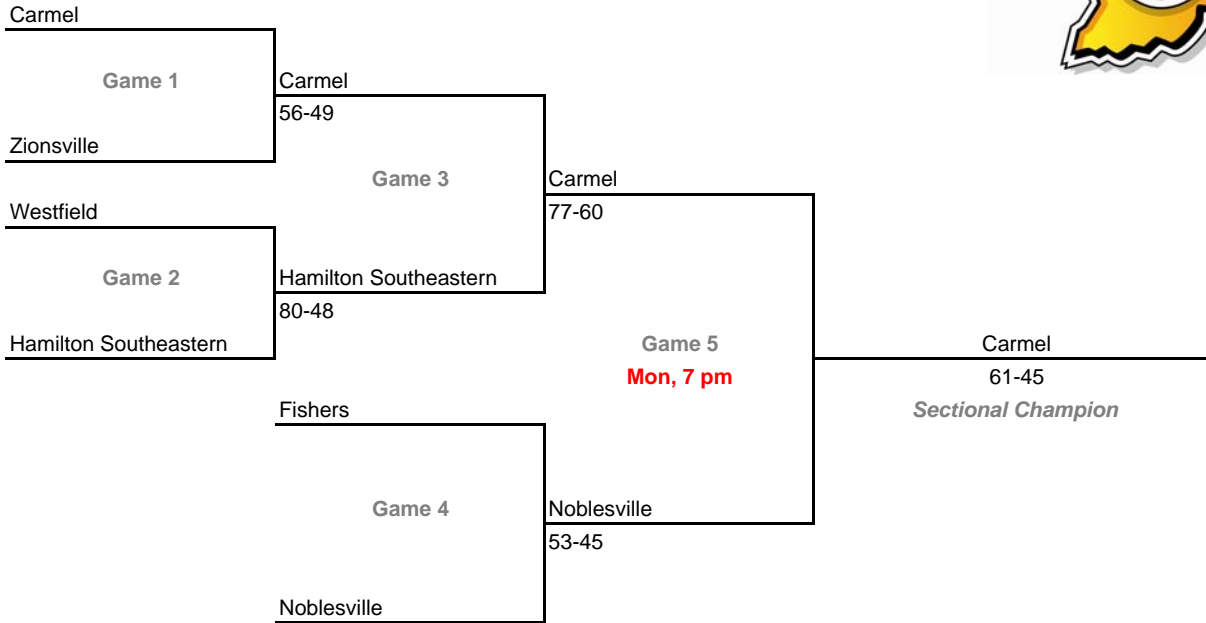 Carmel
Game 1
Carmel
56-49
Zionsville
Game 3
Carmel
Westfield
77-60
Game 2
Hamilton Southeastern
80-48
Hamilton Southeastern
Game 5
Carmel
Mon, 7 pm
61-45
Fishers
Sectional Champion
Game 4
Noblesville
53-45
Noblesville